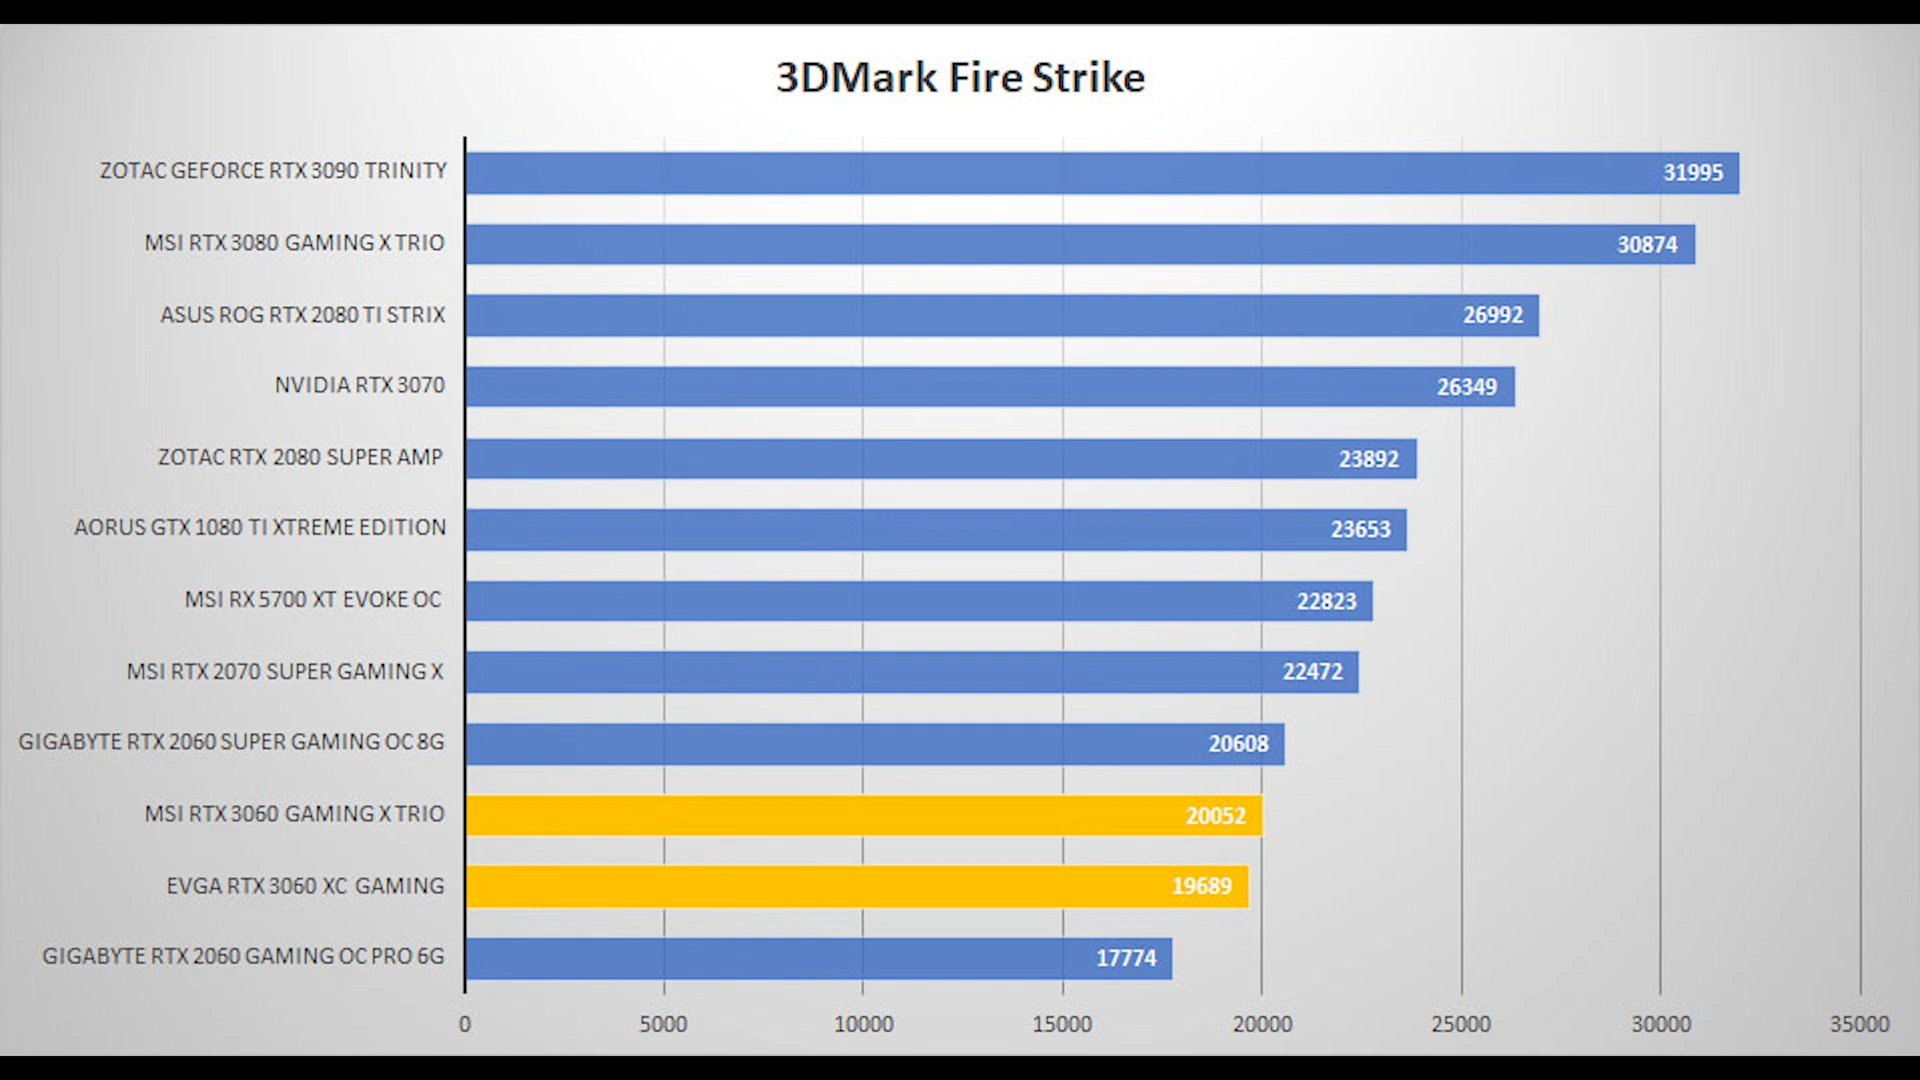 3DMark Fire Strike
ZOTAC GEFORCE RTX 3090 TRINITY 31995
MSI RTX 3080 GAMING X TRIO 30874
ASUS ROG RTX 2080 TI STRIX 26992
NVIDIA RTX 3070 26349
ZOTAC RTX 2080 SUPER AMP 23892
AORUS GTX 1080 TI XTREME EDITION 23653
MSI RX 5700 XT EVOKE OC 22823
MSI RTX 2070 SUPER GAMING X 22472
GIGABYTE RTX 2060 SUPER GAMING OC 8G 20608
MSI RTX 3060 GAMING X TRIO 20052
EVGA RTX 3060 XC GAMING 19689
GIGABYTE RTX 2060 GAMING OC PRO 6G 17774
0 5000 10000 15000 20000 25000 30000 35000